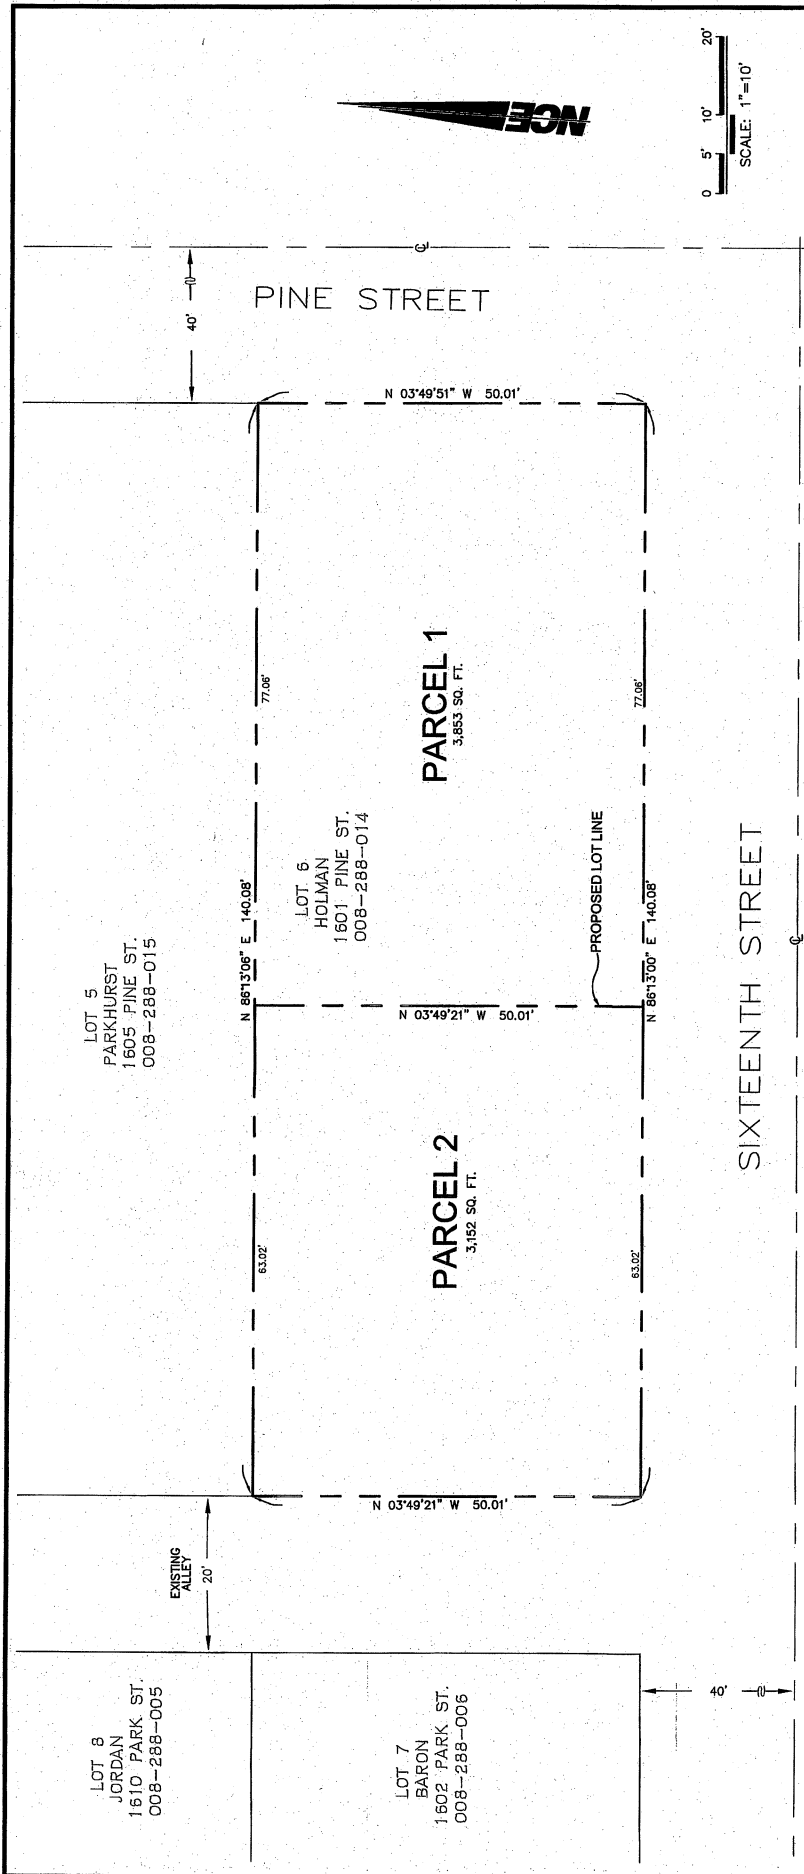 NCE
0 5' 10' 20'
SCALE: 1"=10'
℄
40'
PINE STREET
N 03°49'51" W 50.01'
77.06'
PARCEL 1
3,853 SQ. FT.
77.06'
LOT 5
PARKHURST
1605 PINE ST.
008-288-015
LOT 6
HOLMAN
1601 PINE ST.
008-288-014
PROPOSED LOT LINE
N 86°13'06" E 140.08'
N 03°49'21" W 50.01'
N 86°13'00" E 140.08'
SIXTEENTH STREET
℄
PARCEL 2
3,152 SQ. FT.
63.02'
63.02'
N 03°49'21" W 50.01'
EXISTING
ALLEY
20'
LOT 8
JORDAN
1610 PARK ST.
008-288-005
LOT 7
BARON
1602 PARK ST.
008-288-006
40'